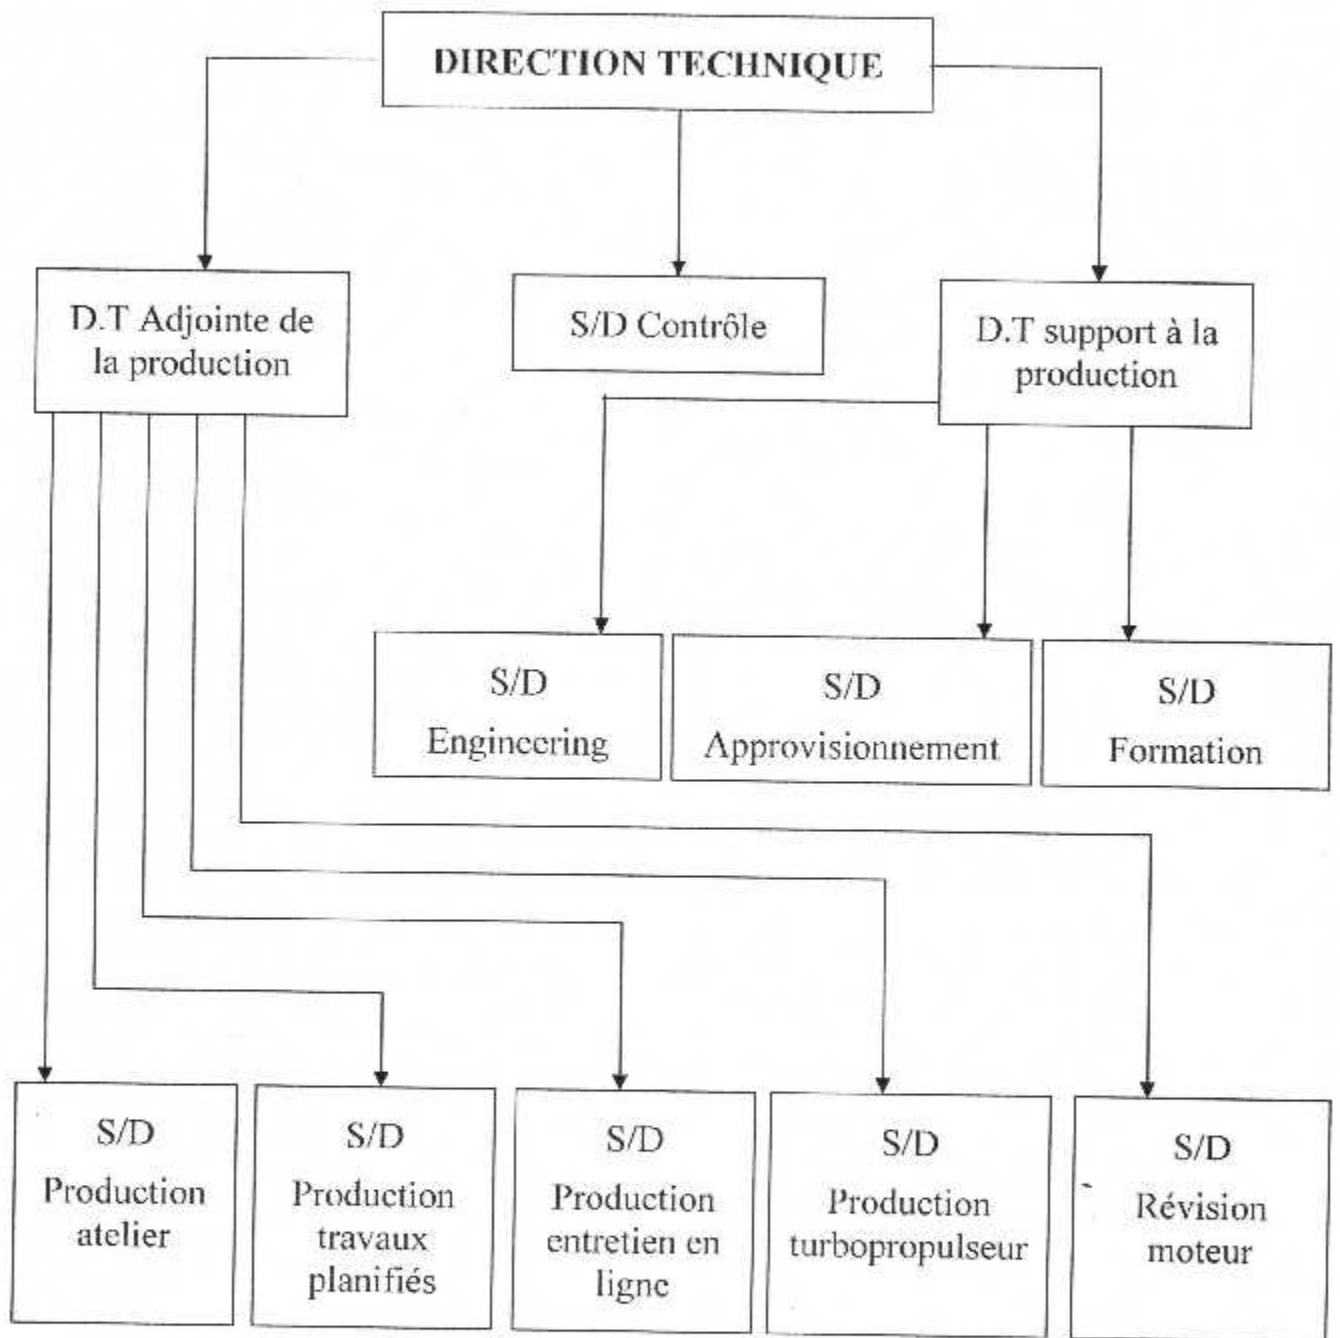 DIRECTION TECHNIQUE
D.T Adjointe de
la production
S/D Contrôle
D.T support à la
production
S/D
Engineering
S/D
Approvisionnement
S/D
Formation
S/D
Production
atelier
S/D
Production
travaux
planifiés
S/D
Production
entretien en
ligne
S/D
Production
turbopropulseur
S/D
Révision
moteur